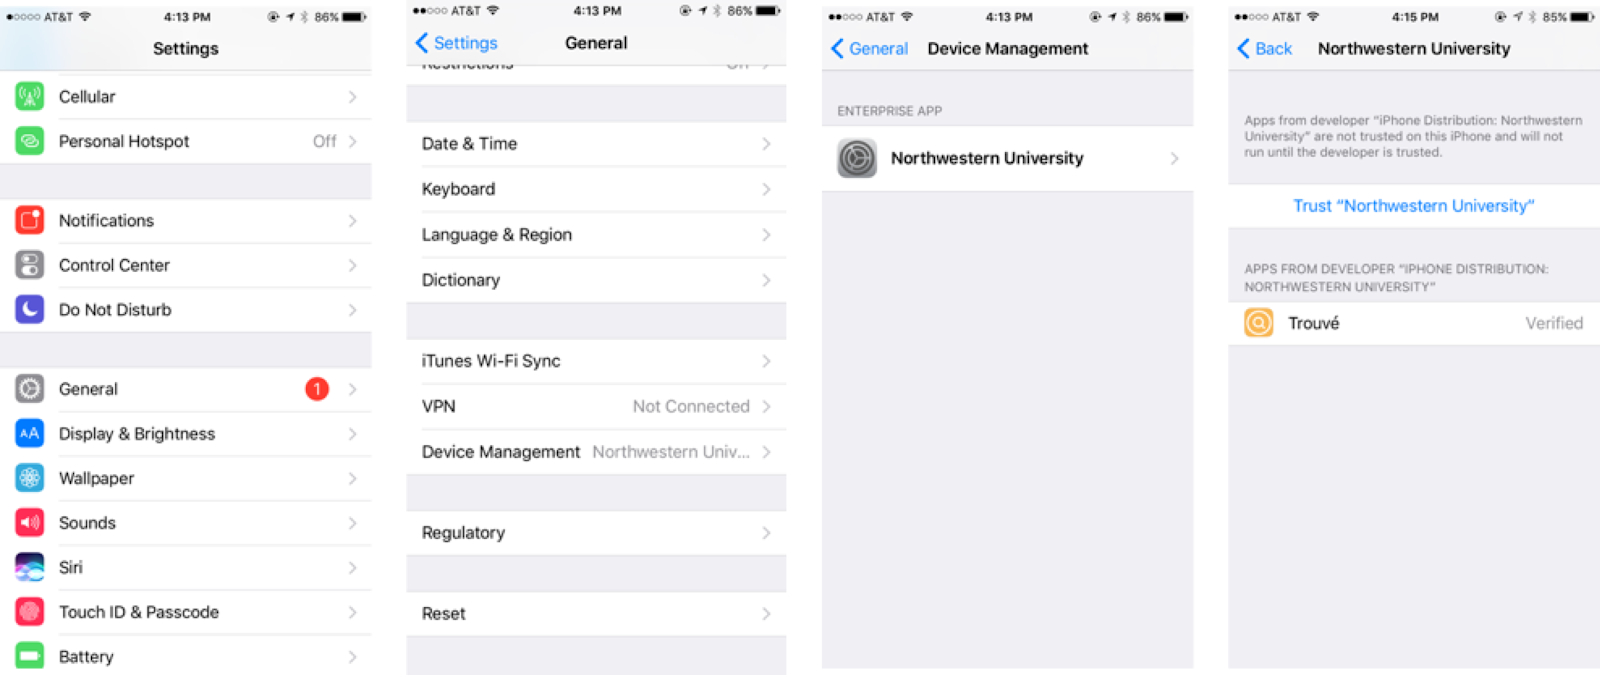 AT&T 4:13 PM 86%
Settings
Cellular
Personal Hotspot Off
Notifications
Control Center
Do Not Disturb
General 1
AA Display & Brightness
Wallpaper
Sounds
Siri
Touch ID & Passcode
Battery
AT&T 4:13 PM 86%
Settings General
Restrictions Off
Date & Time
Keyboard
Language & Region
Dictionary
iTunes Wi-Fi Sync
VPN Not Connected
Device Management Northwestern Univ...
Regulatory
Reset
AT&T 4:13 PM 86%
General Device Management
ENTERPRISE APP
Northwestern University
AT&T 4:15 PM 85%
Back Northwestern University
Apps from developer “iPhone Distribution: Northwestern
University” are not trusted on this iPhone and will not
run until the developer is trusted.
Trust “Northwestern University”
APPS FROM DEVELOPER “IPHONE DISTRIBUTION:
NORTHWESTERN UNIVERSITY”
Trouvé Verified